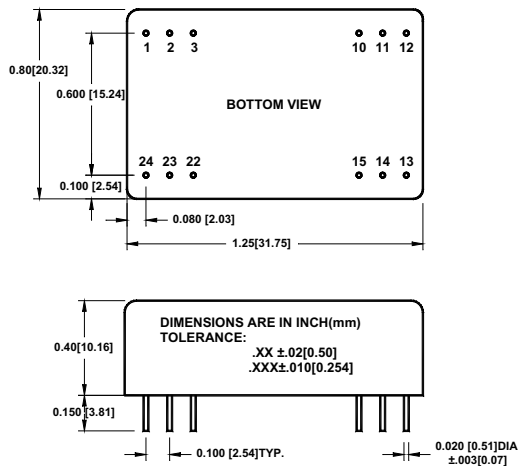 1 2 3 10 11 12
0.80[20.32]
0.600 [15.24]
BOTTOM VIEW
24 23 22 15 14 13
0.100 [2.54]
0.080 [2.03]
1.25[31.75]
DIMENSIONS ARE IN INCH(mm)
TOLERANCE:
.XX ±.02[0.50]
.XXX±.010[0.254]
0.40[10.16]
0.150 [3.81]
0.100 [2.54]TYP.
0.020 [0.51]DIA
±.003[0.07]